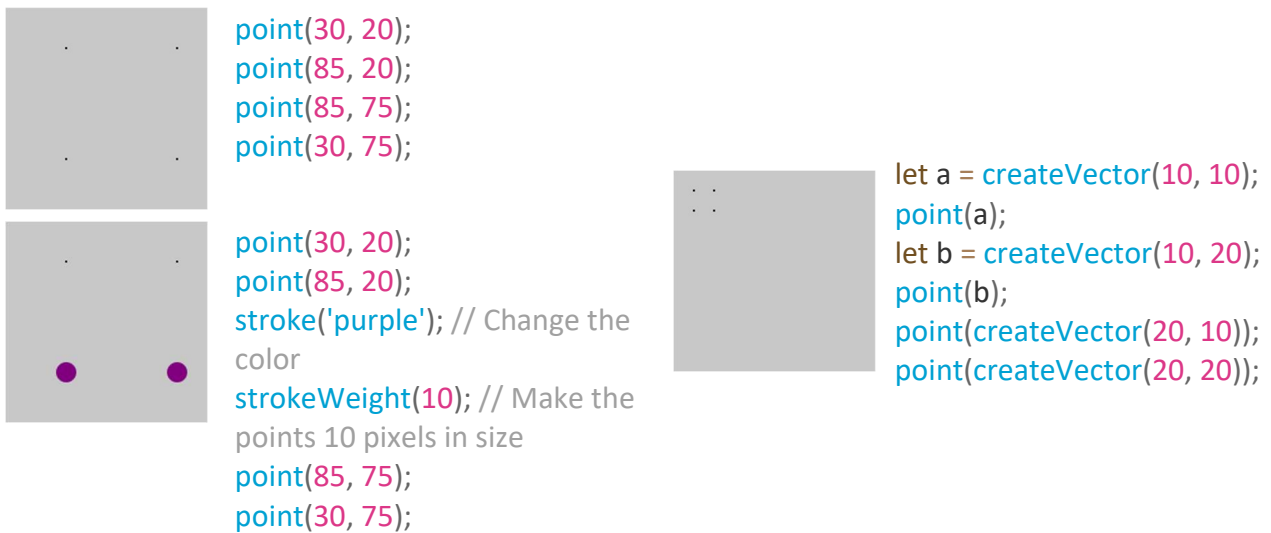 point(30, 20);
point(85, 20);
point(85, 75);
point(30, 75);
point(30, 20);
point(85, 20);
stroke('purple'); // Change the
color
strokeWeight(10); // Make the
points 10 pixels in size
point(85, 75);
point(30, 75);
let a = createVector(10, 10);
point(a);
let b = createVector(10, 20);
point(b);
point(createVector(20, 10));
point(createVector(20, 20));